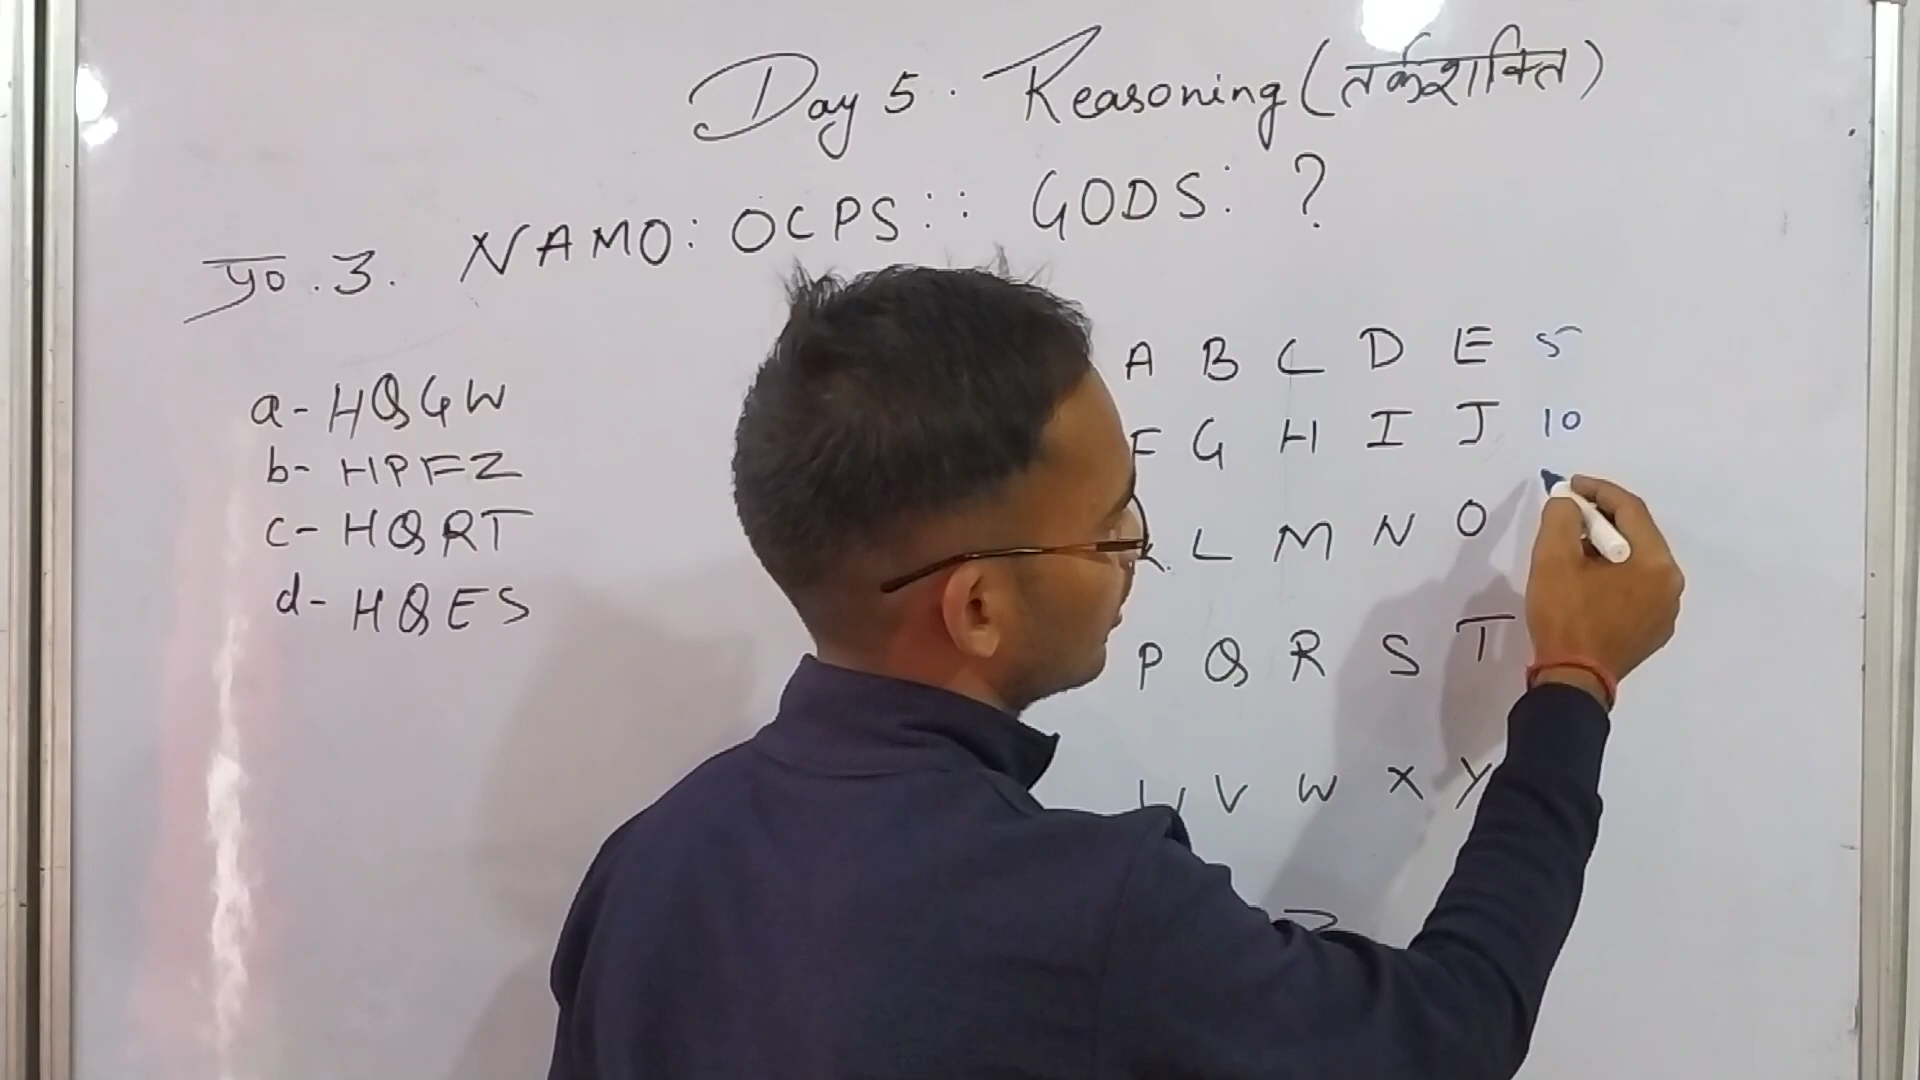 Day 5. Reasoning (तर्कशक्ति)
प्र०.3. NAMO: OCPS:: GODS: ?
a- HQGW
b- HPFZ
c- HQRT
d- HQES
A B C D E 5
F G H I J 10
L M N O
P Q R S T
U V W X Y